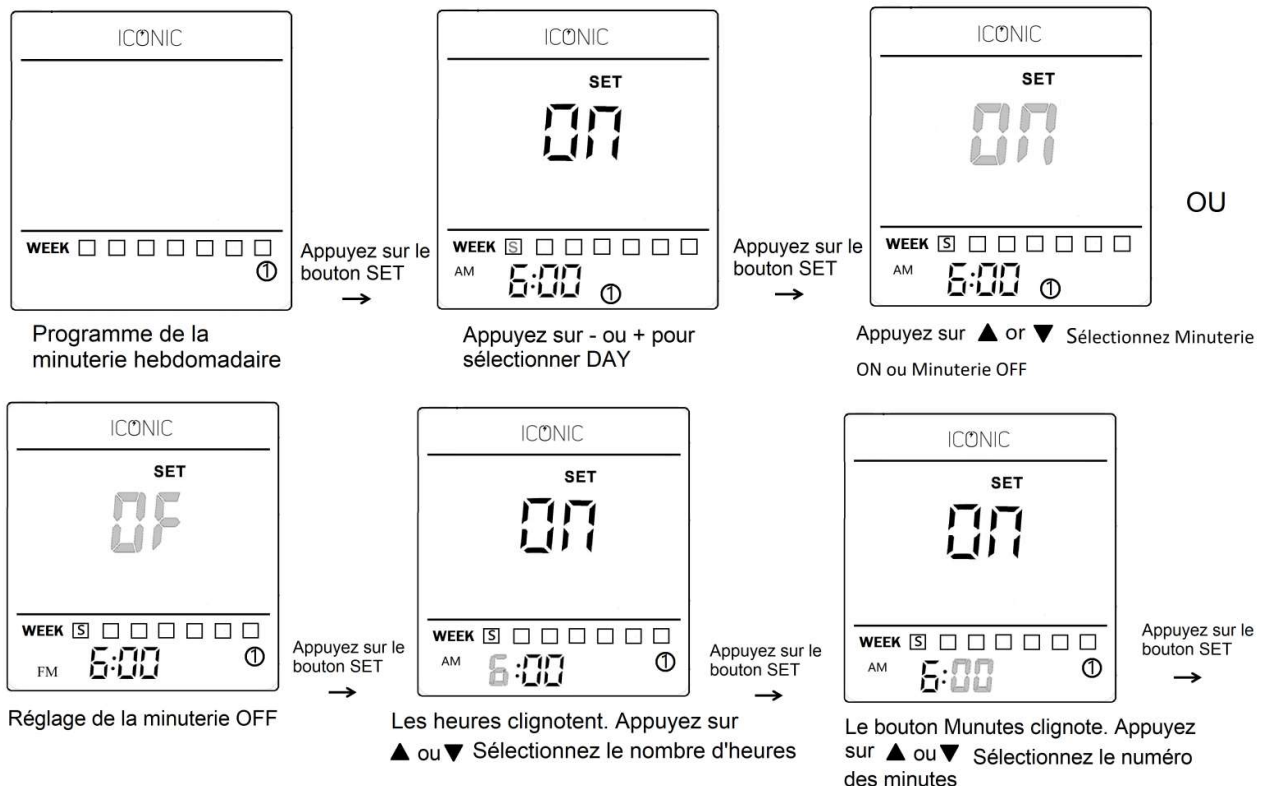 ICONIC
WEEK
①
Programme de la
minuterie hebdomadaire
Appuyez sur le
bouton SET
→
ICONIC
SET
ON
WEEK S
AM 6:00 ①
Appuyez sur - ou + pour
sélectionner DAY
Appuyez sur le
bouton SET
→
ICONIC
SET
ON
WEEK S
AM 6:00 ①
Appuyez sur ▲ or ▼ Sélectionnez Minuterie
ON ou Minuterie OFF
OU
ICONIC
SET
OF
WEEK S
FM 6:00 ①
Réglage de la minuterie OFF
Appuyez sur le
bouton SET
→
ICONIC
SET
ON
WEEK S
AM 6:00 ①
Les heures clignotent. Appuyez sur
▲ ou ▼ Sélectionnez le nombre d'heures
Appuyez sur le
bouton SET
→
ICONIC
SET
ON
WEEK S
AM 6:00 ①
Le bouton Munutes clignote. Appuyez
sur ▲ ou ▼ Sélectionnez le numéro
des minutes
Appuyez sur le
bouton SET
→